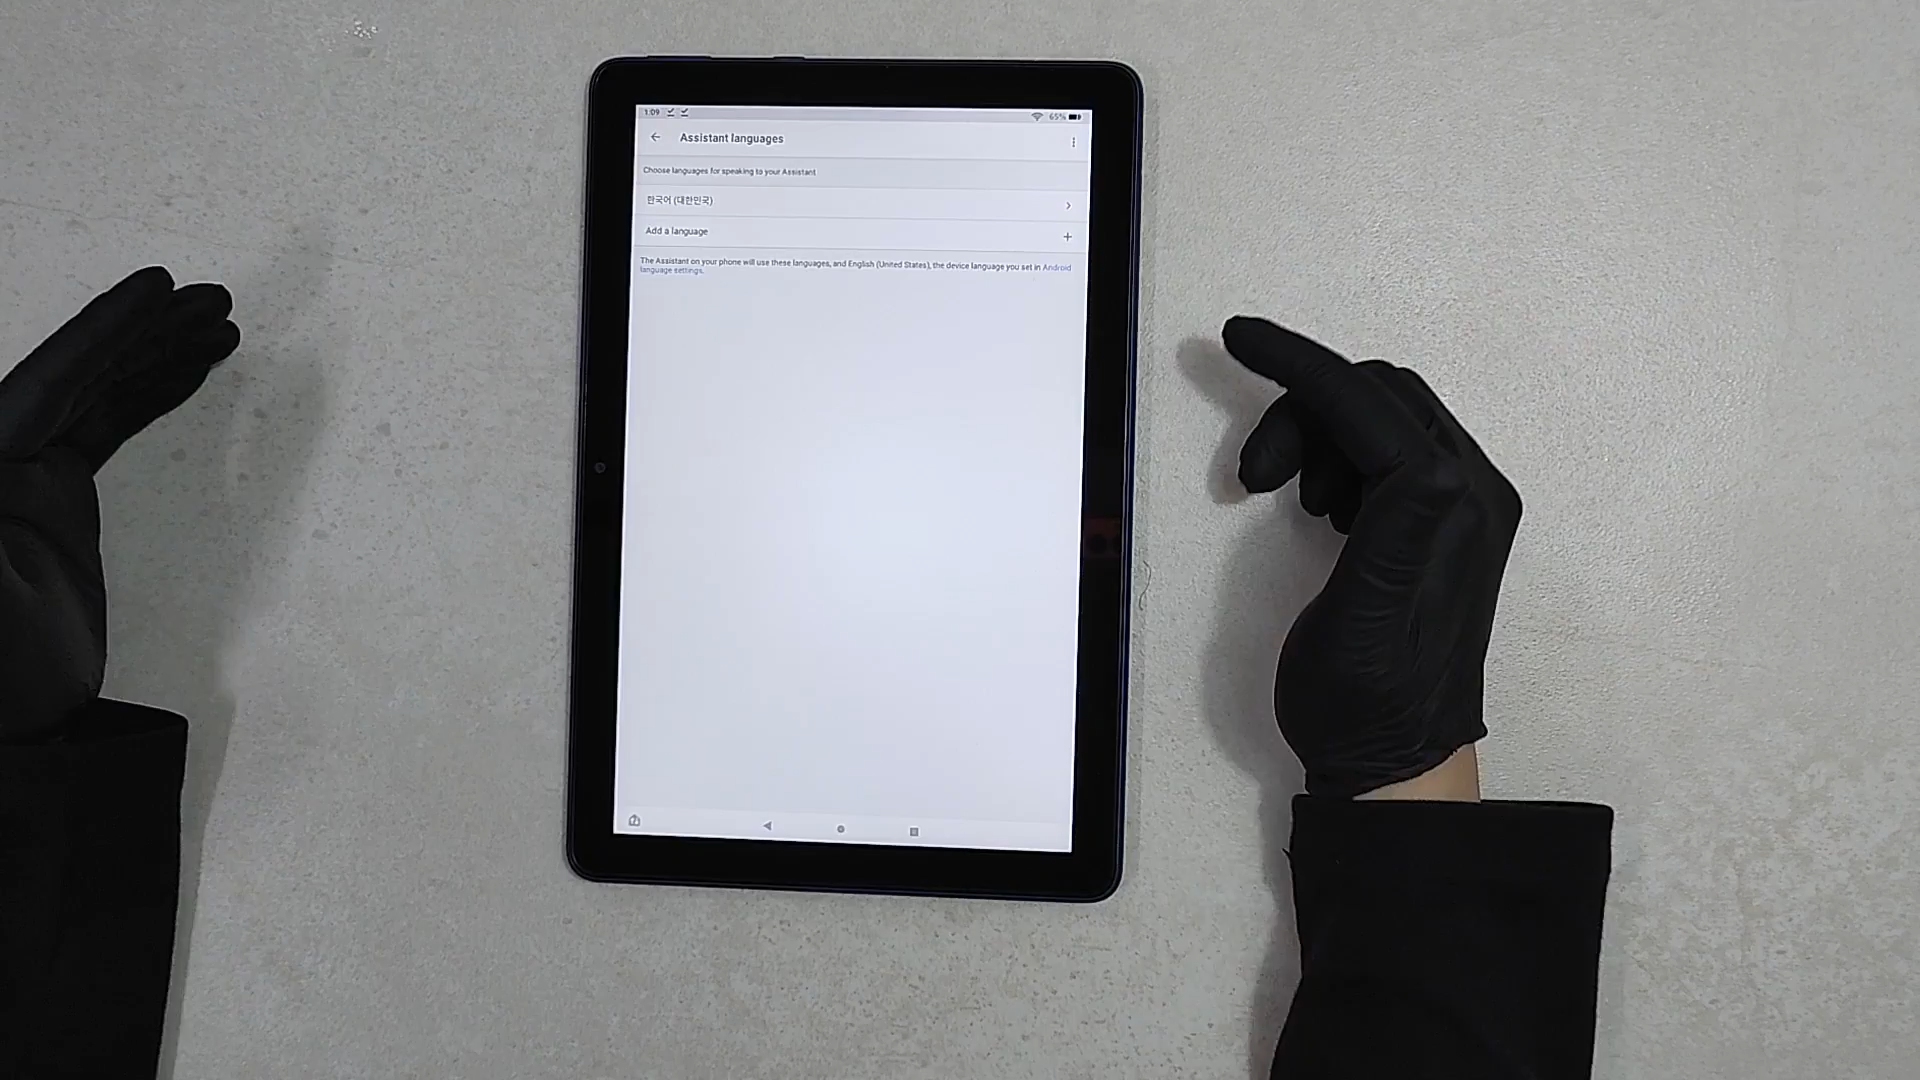 1:09
65%
Assistant languages
Choose languages for speaking to your Assistant
한국어 (대한민국)
Add a language
The Assistant on your phone will use these languages, and English (United States), the device language you set in Android
language settings.